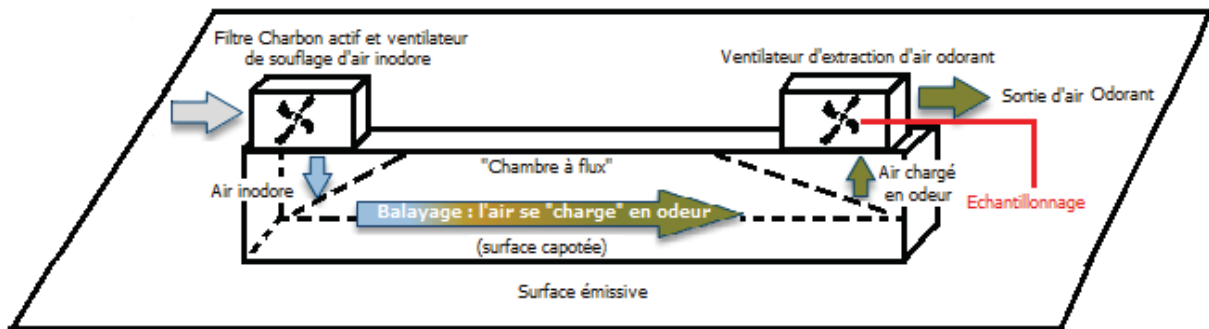 Filtre Charbon actif et ventilateur
de souflage d'air inodore
Ventilateur d'extraction d'air odorant
Sortie d'air Odorant
"Chambre à flux"
Air inodore
Air chargé
en odeur
Echantillonnage
Balayage : l'air se "charge" en odeur
(surface capotée)
Surface émissive